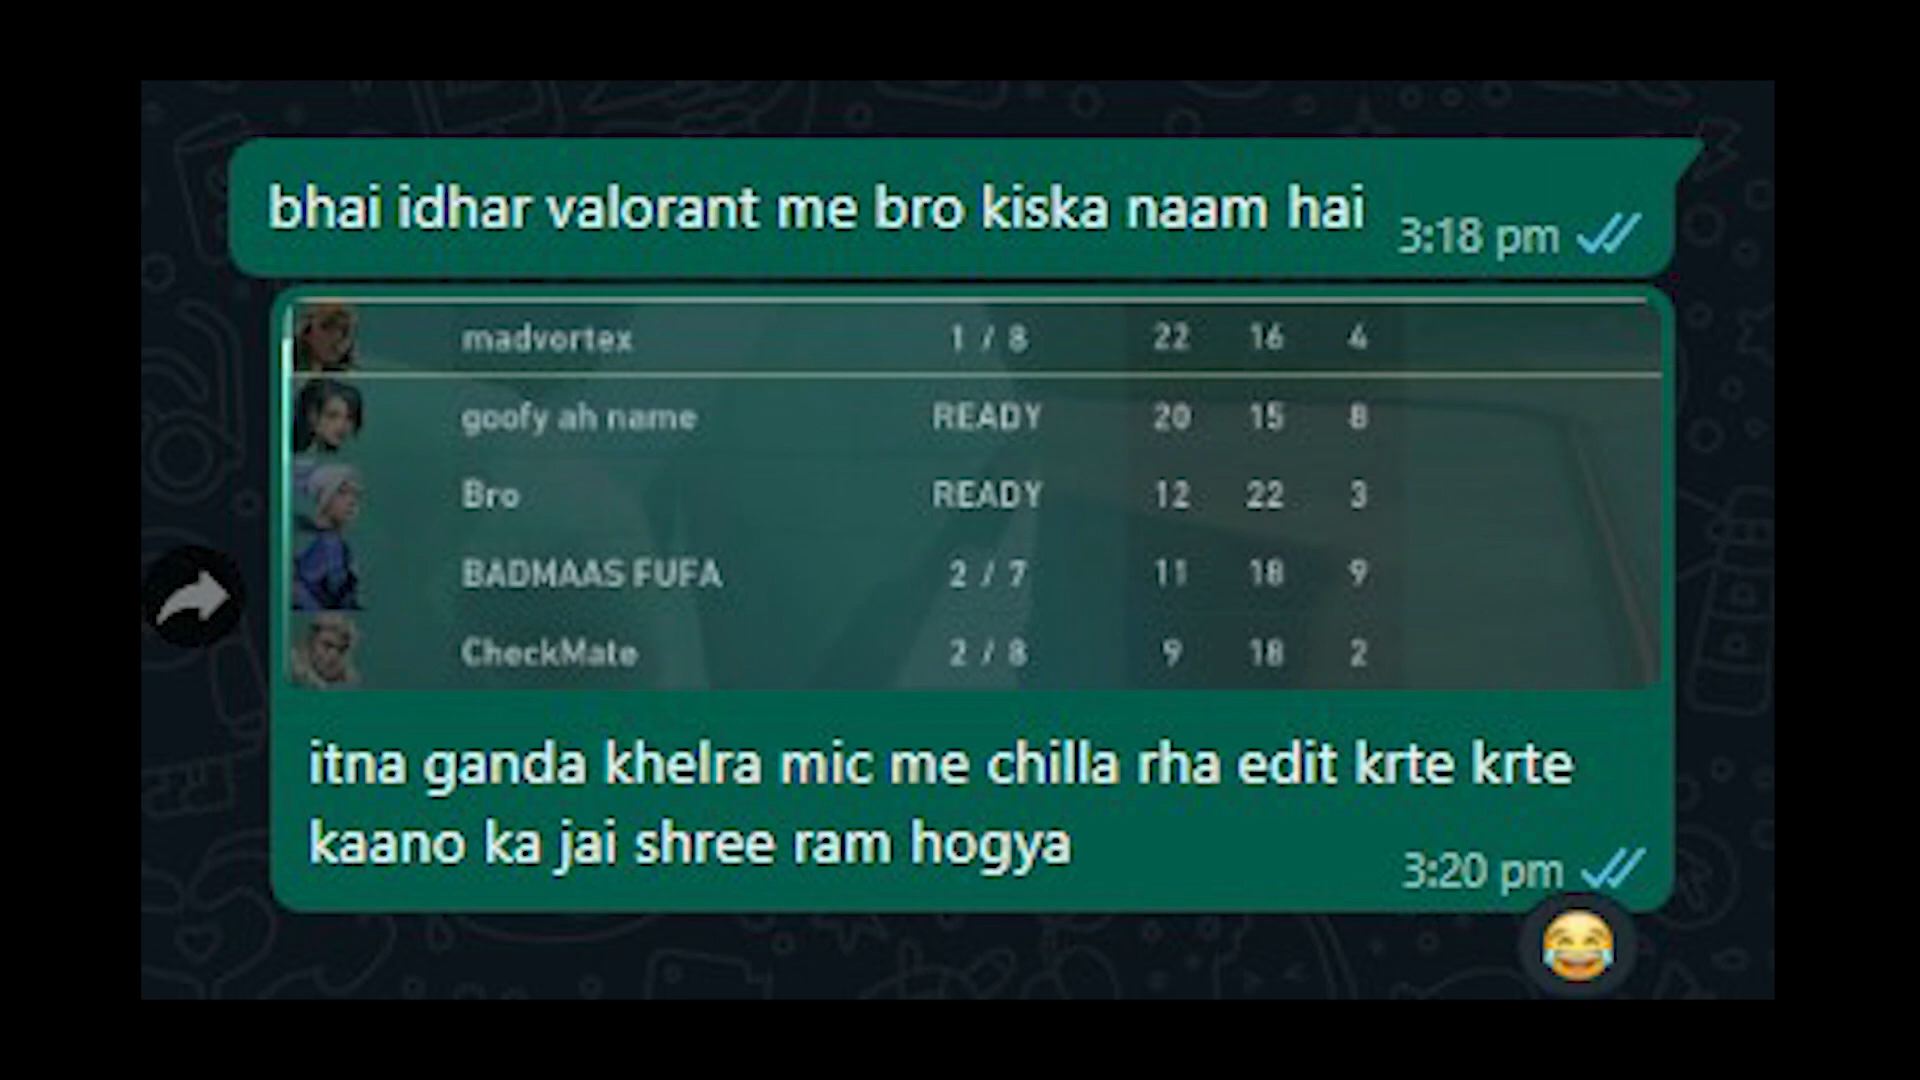 bhai idhar valorant me bro kiska naam hai 3:18 pm
madvortex 1 / 8 22 16 4
goofy ah name READY 20 15 8
Bro READY 12 22 3
BADMAAS FUFA 2 / 7 11 18 9
CheckMate 2 / 8 9 18 2
itna ganda khelra mic me chilla rha edit krte krte
kaano ka jai shree ram hogya
3:20 pm